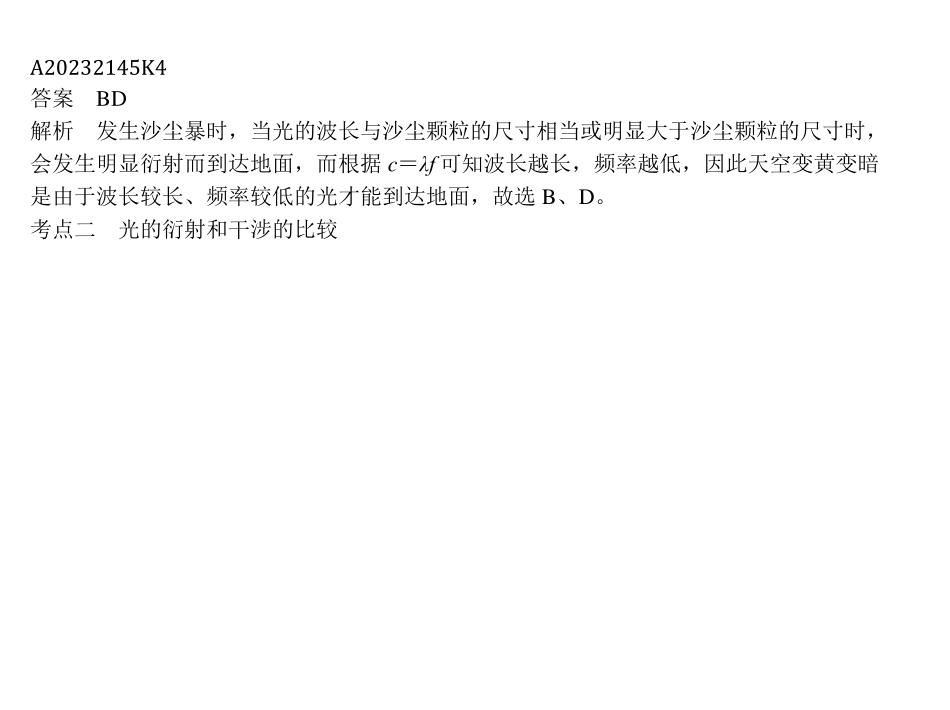 A20232145K4
答案　BD
解析　发生沙尘暴时，当光的波长与沙尘颗粒的尺寸相当或明显大于沙尘颗粒的尺寸时，
会发生明显衍射而到达地面，而根据 c＝λf 可知波长越长，频率越低，因此天空变黄变暗
是由于波长较长、频率较低的光才能到达地面，故选 B、D。
考点二　光的衍射和干涉的比较